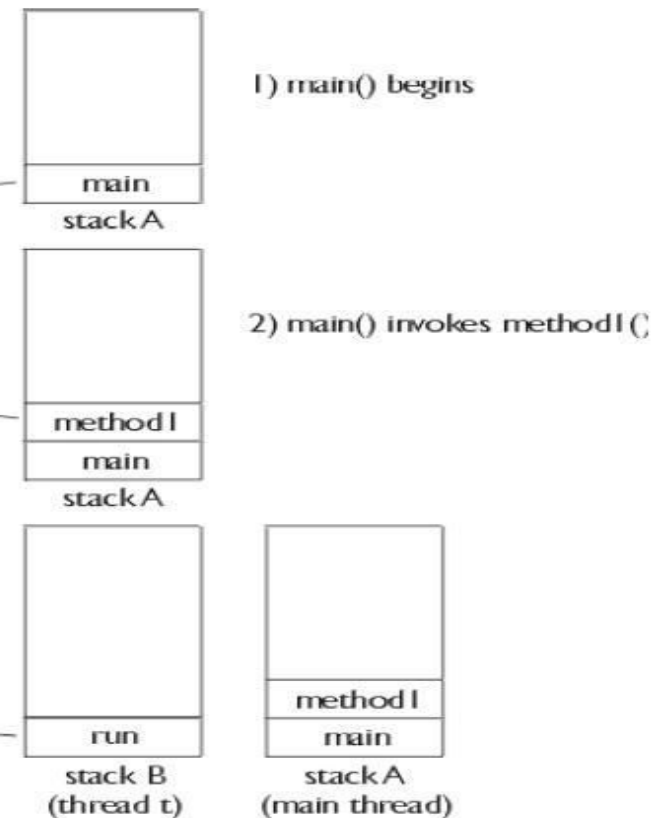 1) main() begins
main
stack A
2) main() invokes method1()
method1
main
stack A
run
stack B
(thread t)
method1
main
stack A
(main thread)